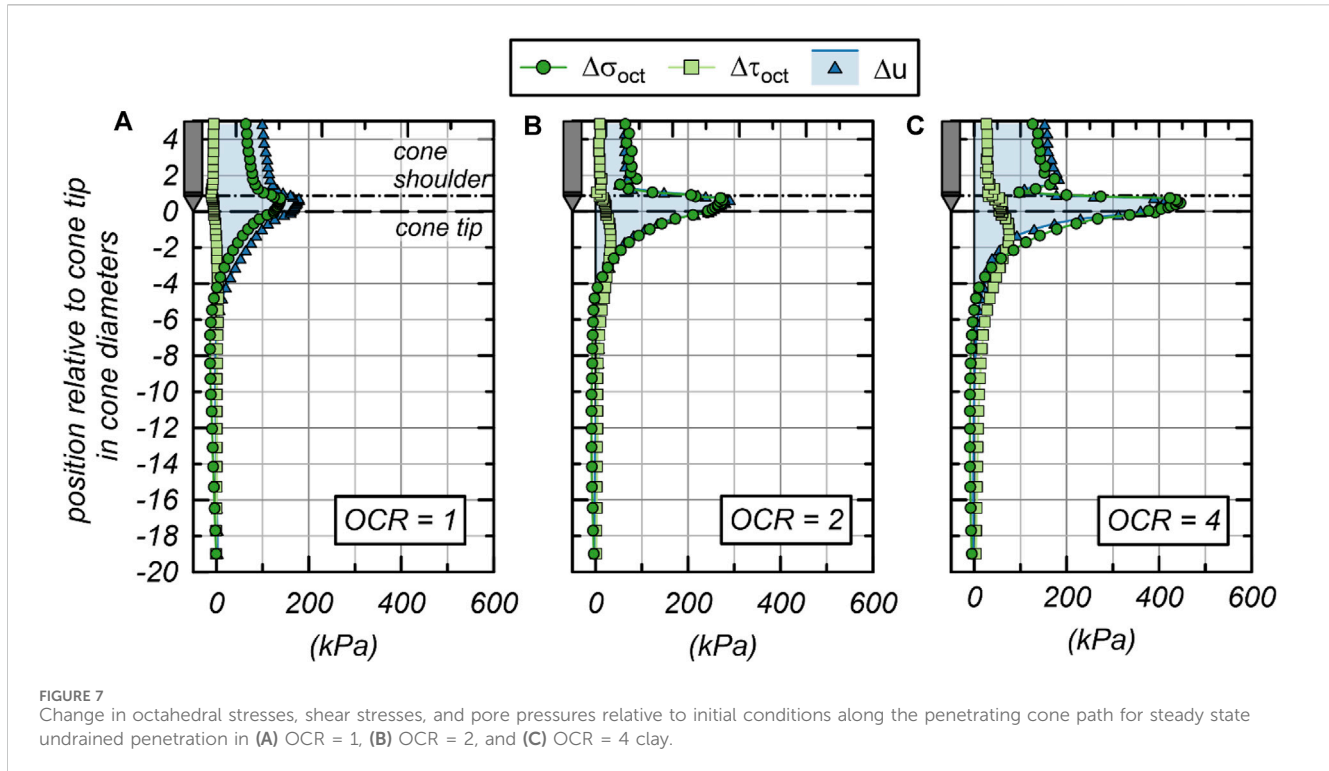 Δσoct Δτoct Δu
A B C
4
2
0
-2
-4
-6
-8
-10
-12
-14
-16
-18
-20
position relative to cone tip
in cone diameters
cone
shoulder
cone tip
OCR = 1 OCR = 2 OCR = 4
0 200 400 600 0 200 400 600 0 200 400 600
(kPa) (kPa) (kPa)
FIGURE 7
Change in octahedral stresses, shear stresses, and pore pressures relative to initial conditions along the penetrating cone path for steady state
undrained penetration in (A) OCR = 1, (B) OCR = 2, and (C) OCR = 4 clay.